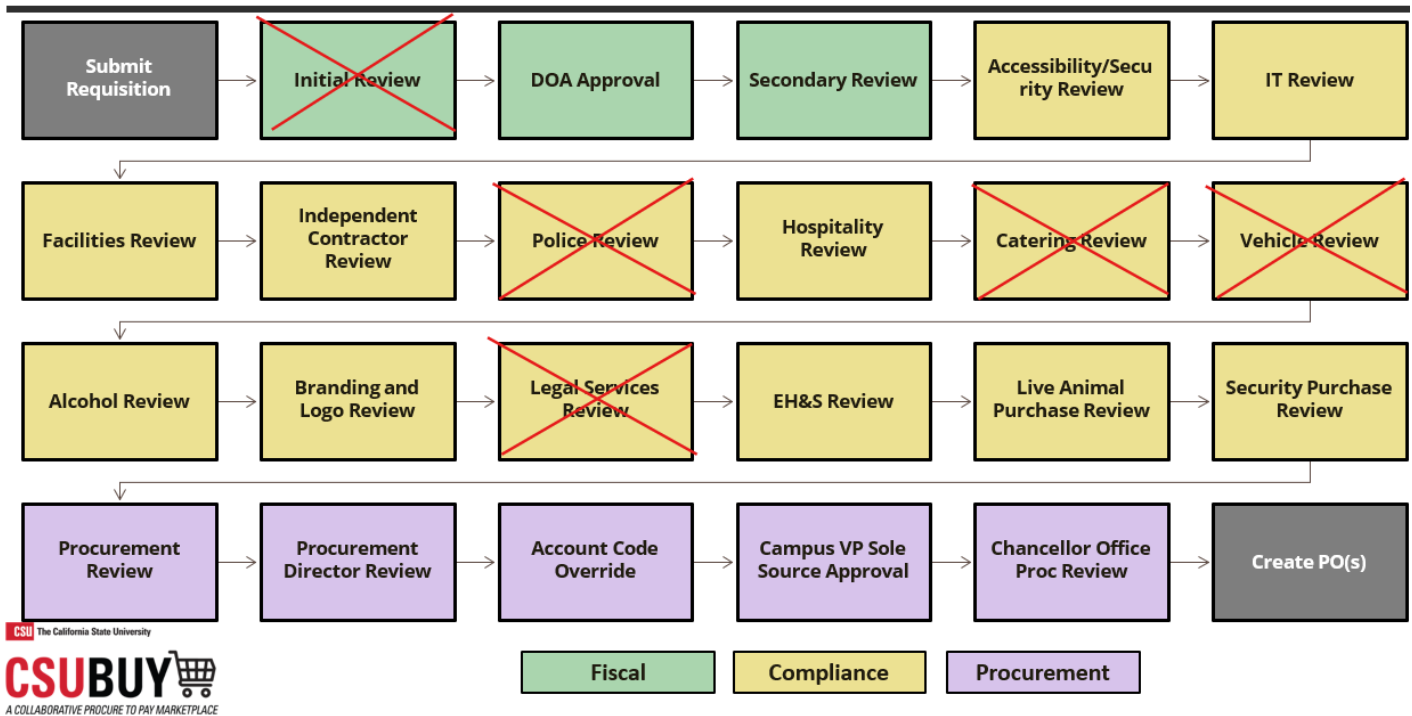 Submit
Requisition
Initial Review
DOA Approval
Secondary Review
Accessibility/Secu
rity Review
IT Review
Facilities Review
Independent
Contractor
Review
Police Review
Hospitality
Review
Catering Review
Vehicle Review
Alcohol Review
Branding and
Logo Review
Legal Services
Review
EH&S Review
Live Animal
Purchase Review
Security Purchase
Review
Procurement
Review
Procurement
Director Review
Account Code
Override
Campus VP Sole
Source Approval
Chancellor Office
Proc Review
Create PO(s)
CSU The California State University
CSUBUY
A COLLABORATIVE PROCURE TO PAY MARKETPLACE
Fiscal
Compliance
Procurement